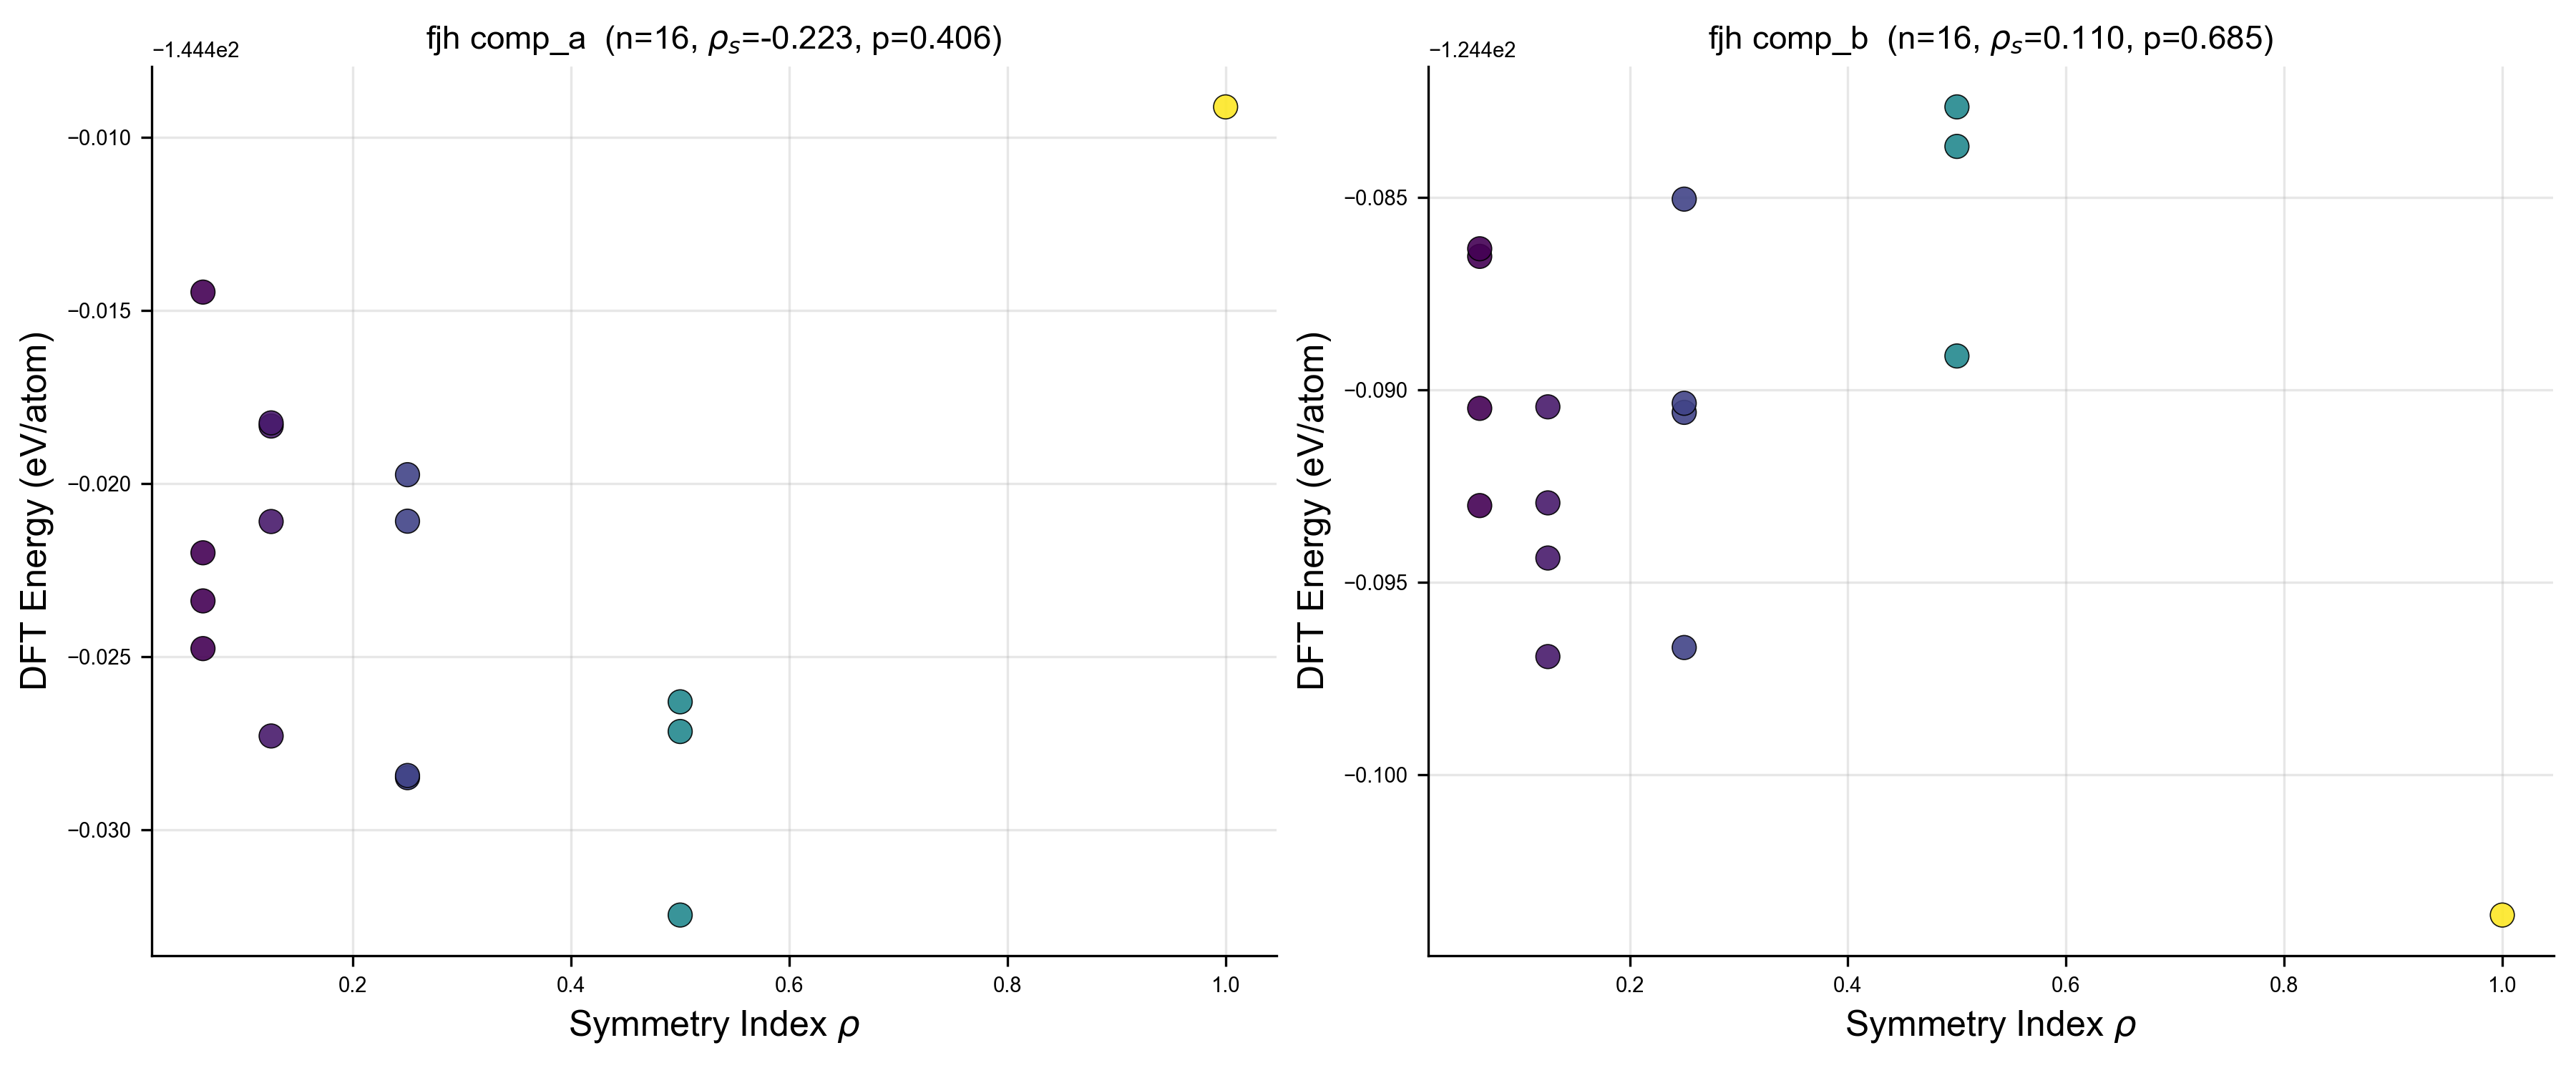 fjh comp_a (n=16, ρs=-0.223, p=0.406)
−1.444e2
DFT Energy (eV/atom)
−0.010
−0.015
−0.020
−0.025
−0.030
0.2 0.4 0.6 0.8 1.0
Symmetry Index ρ
fjh comp_b (n=16, ρs=0.110, p=0.685)
−1.244e2
DFT Energy (eV/atom)
−0.085
−0.090
−0.095
−0.100
0.2 0.4 0.6 0.8 1.0
Symmetry Index ρ